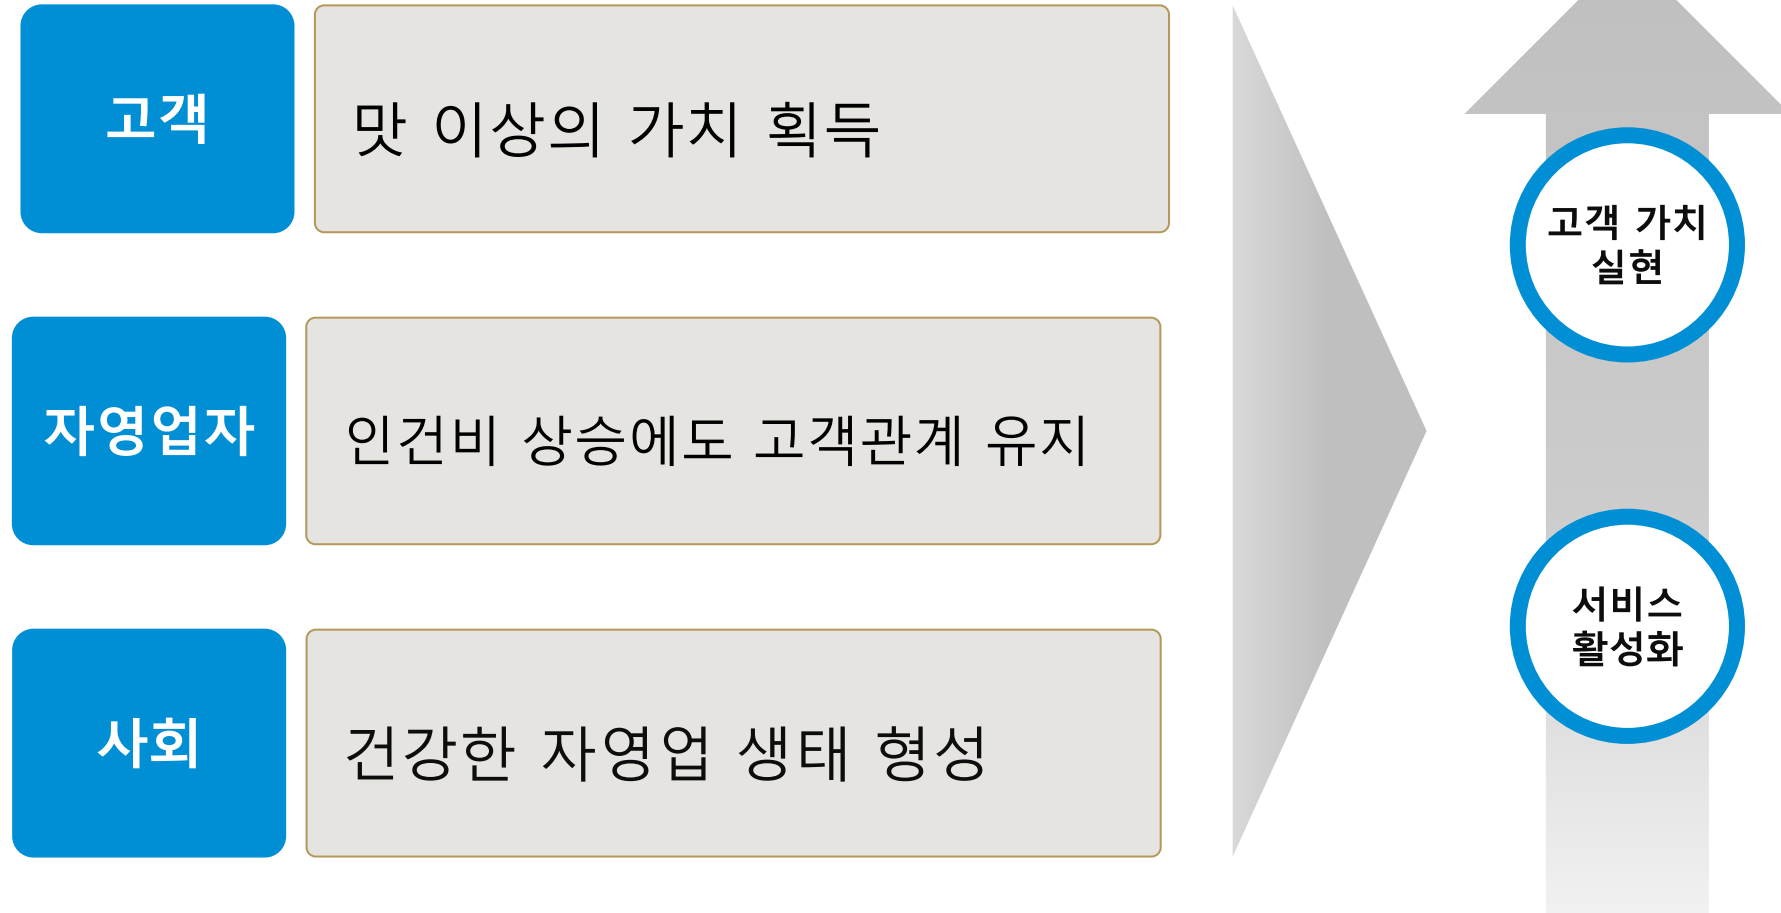 고객
맛 이상의 가치 획득
자영업자
인건비 상승에도 고객관계 유지
사회
건강한 자영업 생태 형성
고객 가치
실현
서비스
활성화